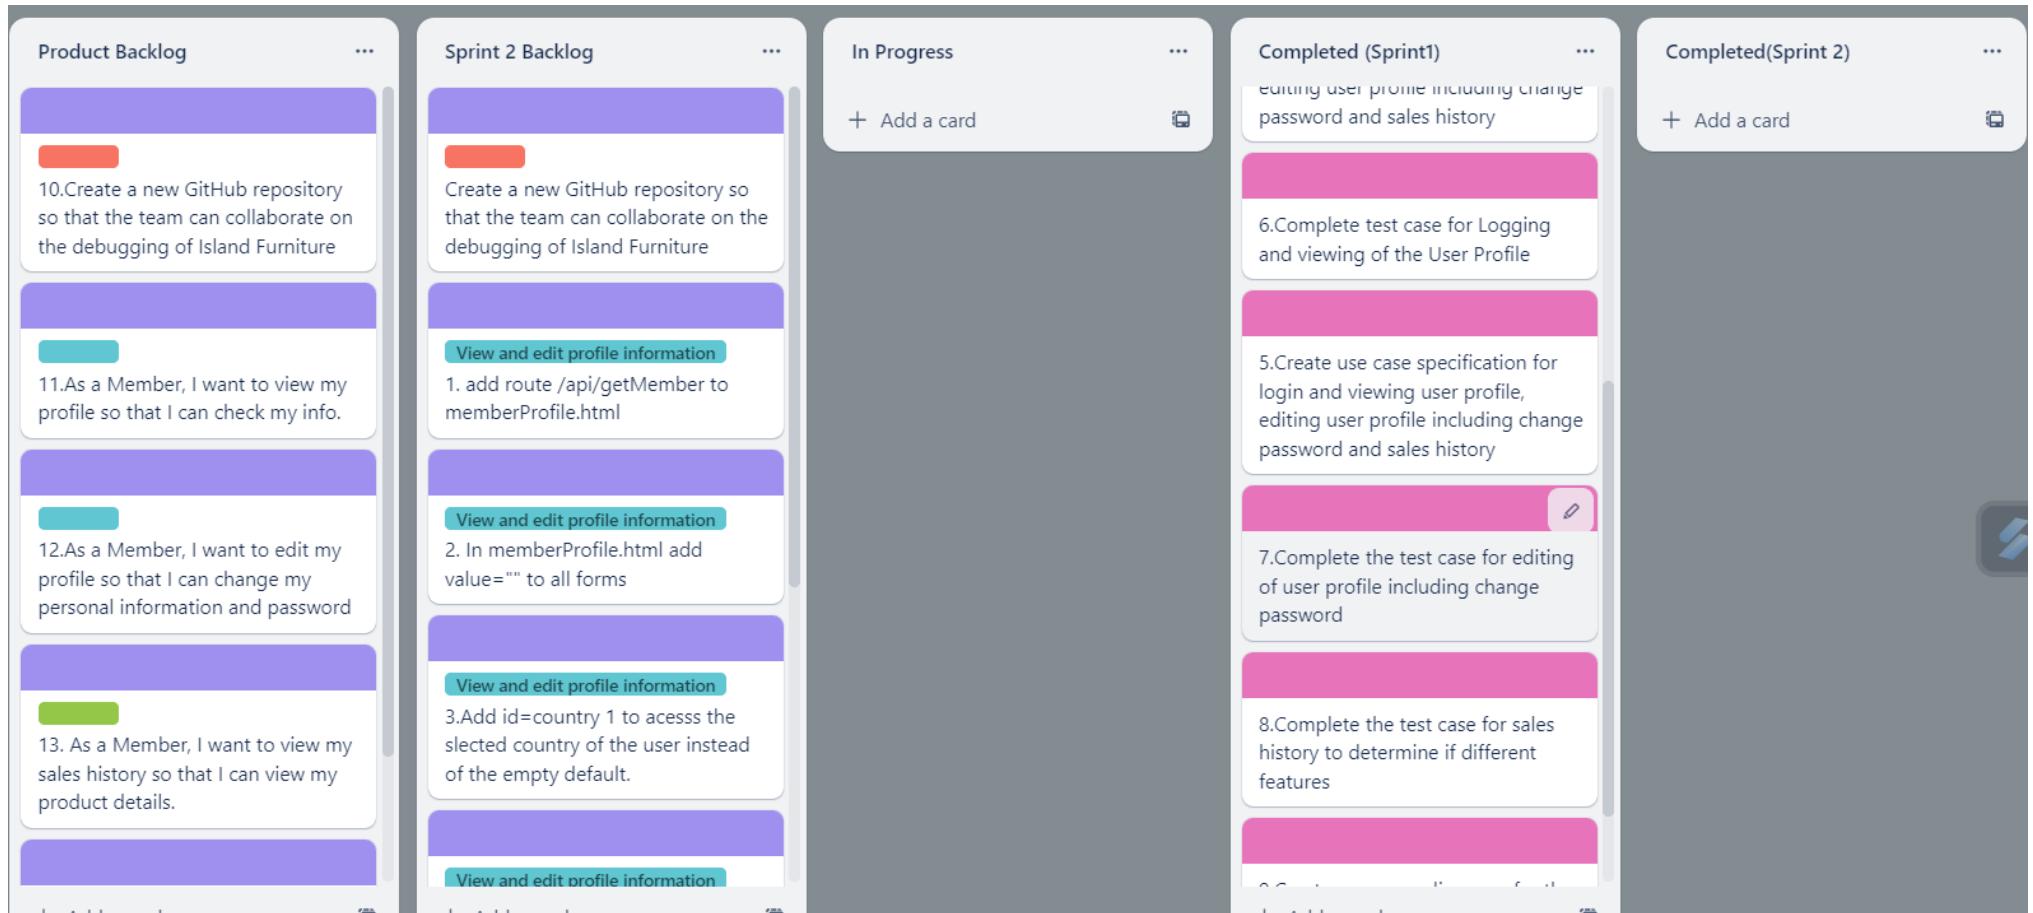 Product Backlog
10.Create a new GitHub repository
so that the team can collaborate on
the debugging of Island Furniture
11.As a Member, I want to view my
profile so that I can check my info.
12.As a Member, I want to edit my
profile so that I can change my
personal information and password
13. As a Member, I want to view my
sales history so that I can view my
product details.
Sprint 2 Backlog
Create a new GitHub repository so
that the team can collaborate on the
debugging of Island Furniture
View and edit profile information
1. add route /api/getMember to
memberProfile.html
View and edit profile information
2. In memberProfile.html add
value="" to all forms
View and edit profile information
3.Add id=country 1 to acesss the
slected country of the user instead
of the empty default.
View and edit profile information
In Progress
+ Add a card
Completed (Sprint1)
editing user profile including change
password and sales history
6.Complete test case for Logging
and viewing of the User Profile
5.Create use case specification for
login and viewing user profile,
editing user profile including change
password and sales history
7.Complete the test case for editing
of user profile including change
password
8.Complete the test case for sales
history to determine if different
features
Completed(Sprint 2)
+ Add a card